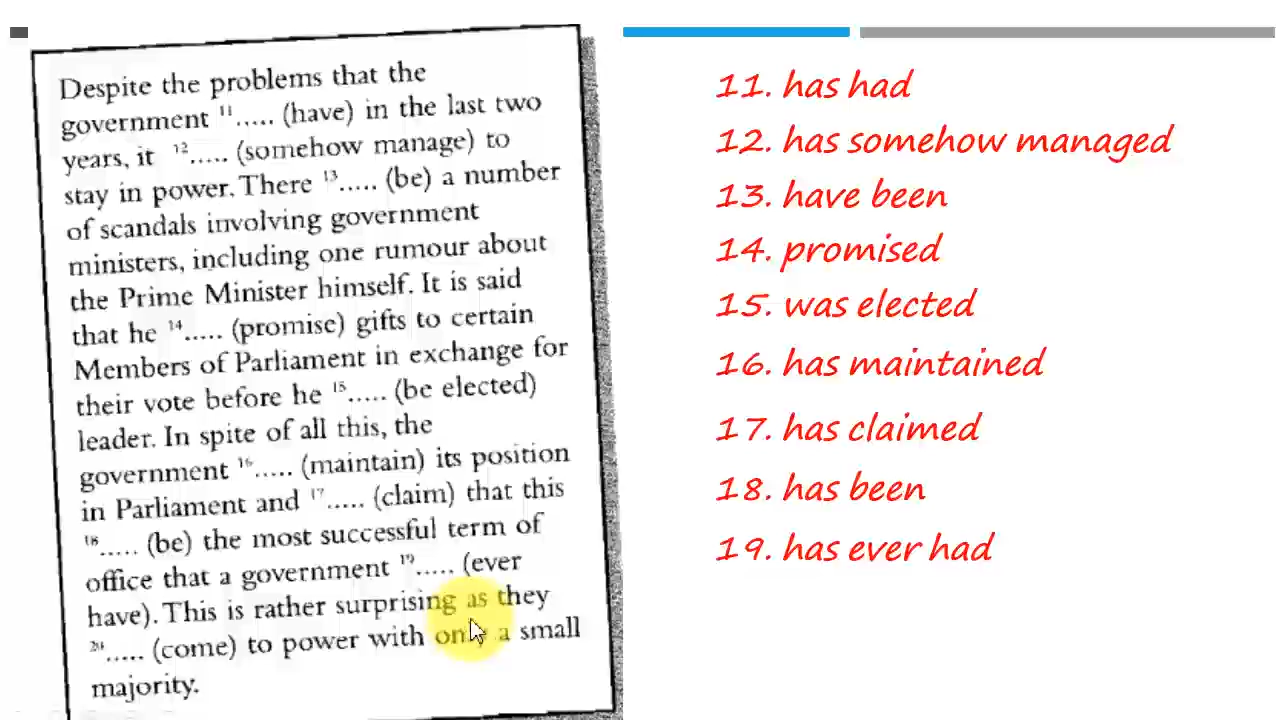 Despite the problems that the
government 11..... (have) in the last two
years, it 12..... (somehow manage) to
stay in power. There 13..... (be) a number
of scandals involving government
ministers, including one rumour about
the Prime Minister himself. It is said
that he 14..... (promise) gifts to certain
Members of Parliament in exchange for
their vote before he 15..... (be elected)
leader. In spite of all this, the
government 16..... (maintain) its position
in Parliament and 17..... (claim) that this
18..... (be) the most successful term of
office that a government 19..... (ever
have). This is rather surprising as they
20..... (come) to power with only a small
majority.
11. has had
12. has somehow managed
13. have been
14. promised
15. was elected
16. has maintained
17. has claimed
18. has been
19. has ever had